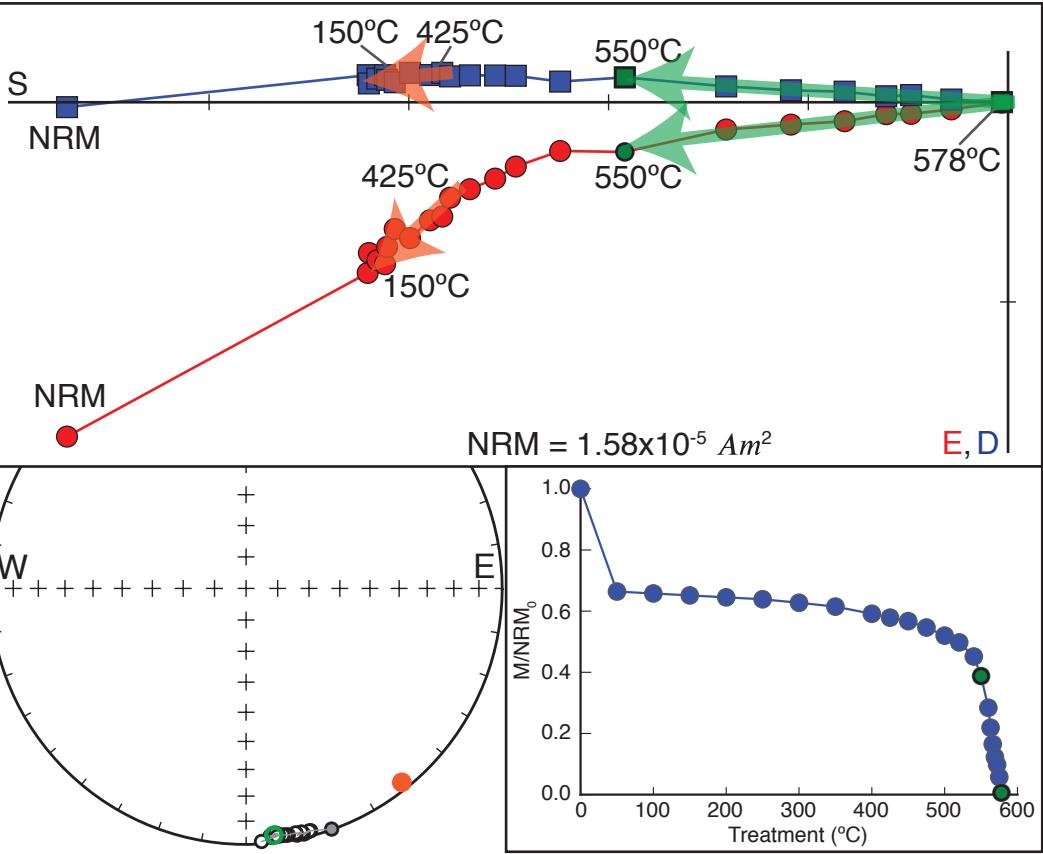 150ºC 425ºC
550ºC
S
NRM
578ºC
425ºC
550ºC
150ºC
NRM
NRM = 1.58x10⁻⁵ Am²
E, D
W
E
1.0
0.8
0.6
0.4
0.2
0.0
M/NRM₀
0 100 200 300 400 500 600
Treatment (ºC)